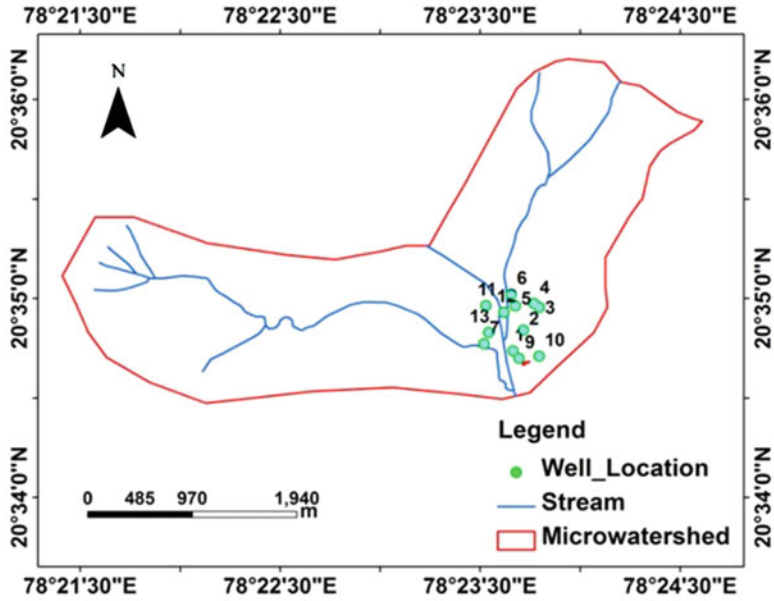 78°21'30"E 78°22'30"E 78°23'30"E 78°24'30"E
N
20°36'0"N 20°36'0"N
6
11 1 5 4
3
13 2
7
1 9 10
20°35'0"N 20°35'0"N
Legend
Well_Location
0 485 970 1,940
m
Stream
20°34'0"N 20°34'0"N
Microwatershed
78°21'30"E 78°22'30"E 78°23'30"E 78°24'30"E